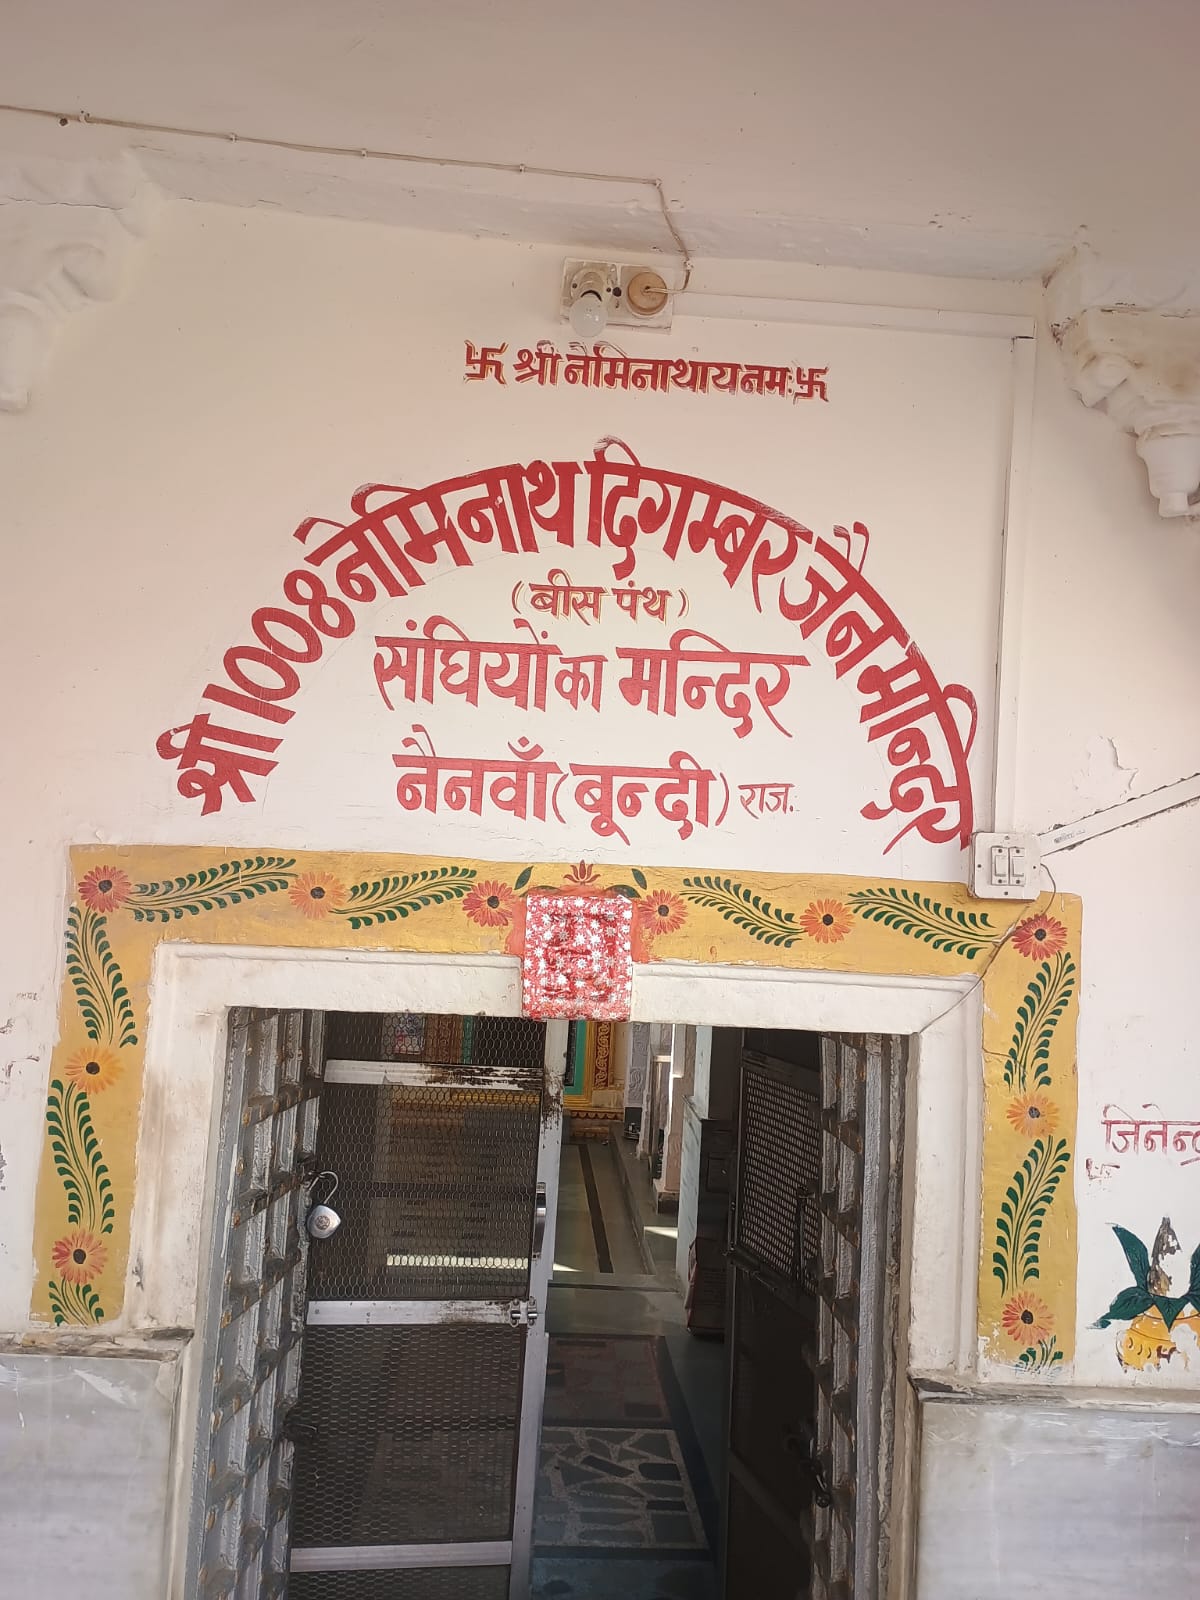 卐 श्री नेमिनाथाय नमः卐
श्री 1008 नेमिनाथ दिगम्बर जैन मन्दिर
(बीस पंथ)
संघियों का मन्दिर
नैनवाँ (बून्दी) राज.
जिनेन्द्र